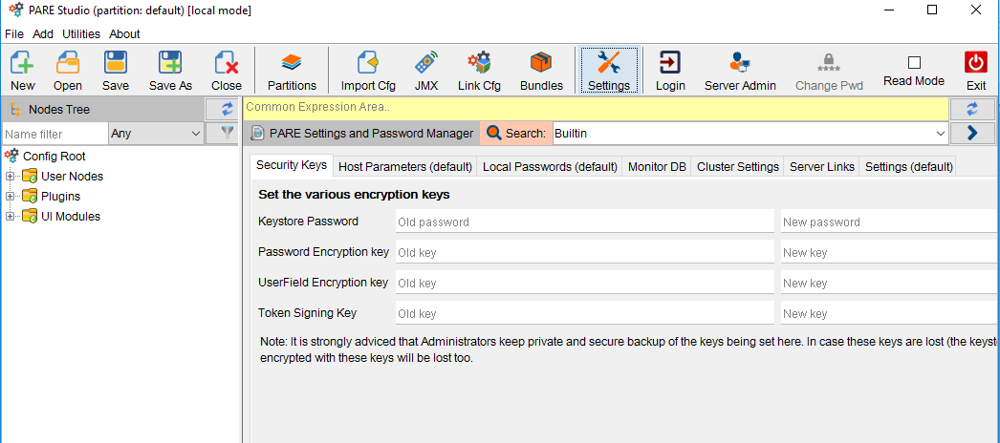 PARE Studio (partition: default) [local mode]
File Add Utilities About
New Open Save Save As Close Partitions Import Cfg JMX Link Cfg Bundles Settings Login Server Admin Change Pwd Read Mode Exit
Nodes Tree
Name filter Any
Config Root
User Nodes
Plugins
UI Modules
Common Expression Area..
PARE Settings and Password Manager Search: Builtin
Security Keys Host Parameters (default) Local Passwords (default) Monitor DB Cluster Settings Server Links Settings (default)
Set the various encryption keys
Keystore Password Old password New password
Password Encryption key Old key New key
UserField Encryption key Old key New key
Token Signing Key Old key New key
Note: It is strongly adviced that Administrators keep private and secure backup of the keys being set here. In case these keys are lost (the keyst
encrypted with these keys will be lost too.